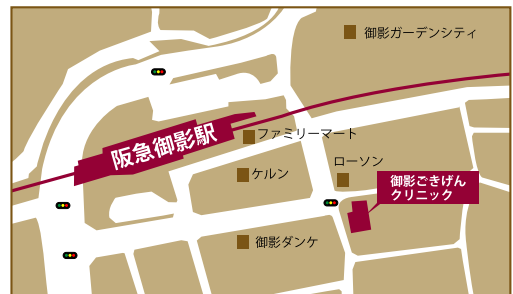 御影ガーデンシティ
阪急御影駅
ファミリーマート
ケルン
ローソン
御影ごきげん
クリニック
御影ダンケ